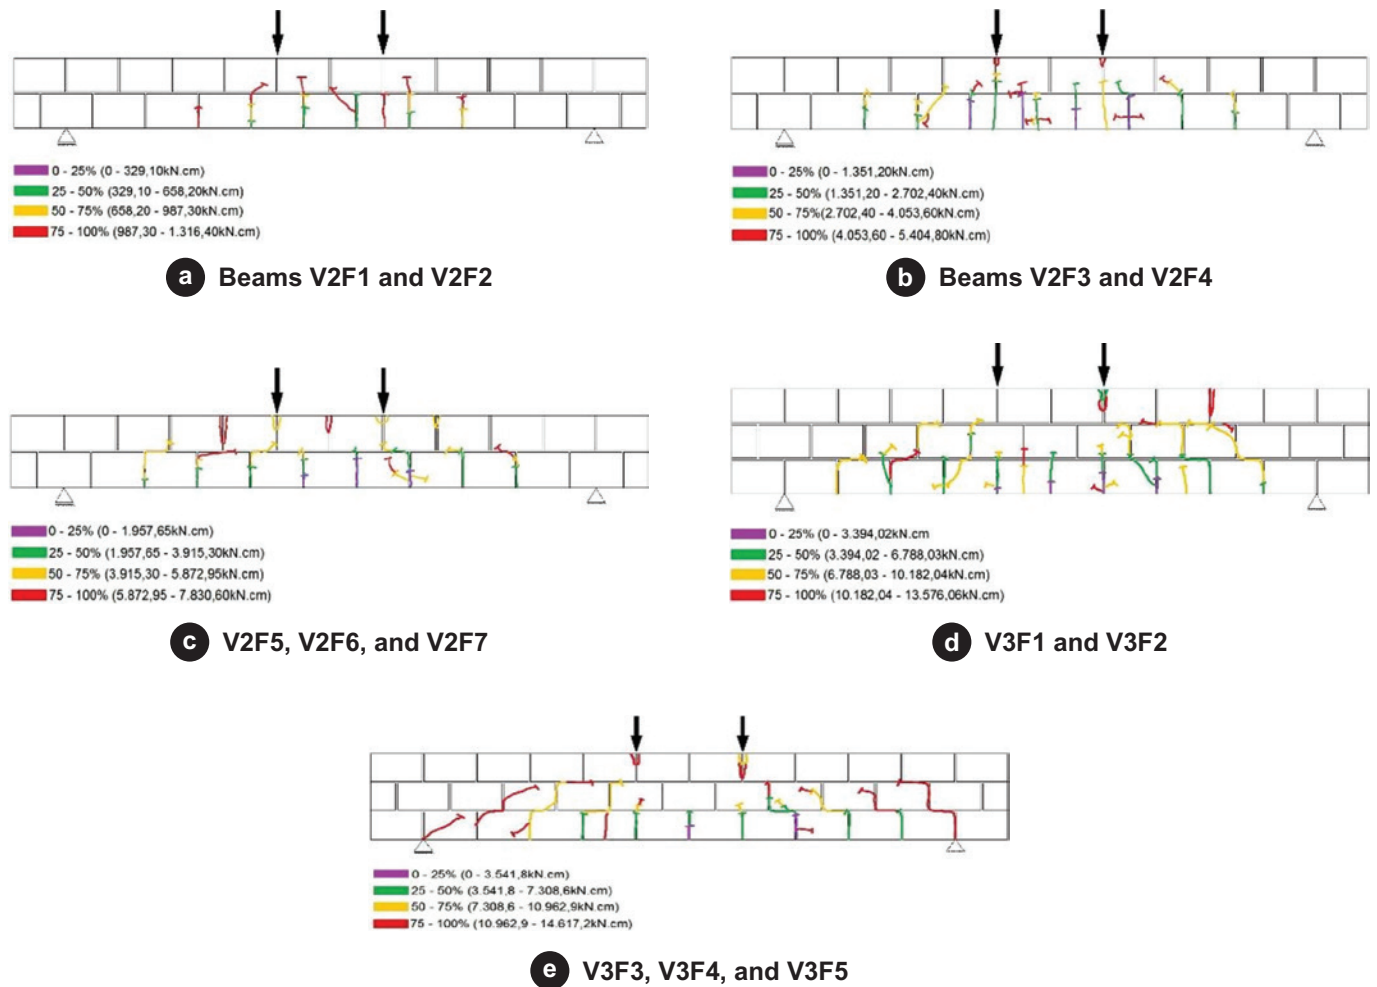 0 - 25% (0 - 329,10kN.cm)
25 - 50% (329,10 - 658,20kN.cm)
50 - 75% (658,20 - 987,30kN.cm)
75 - 100% (987,30 - 1.316,40kN.cm)
a Beams V2F1 and V2F2
0 - 25% (0 - 1.351,20kN.cm)
25 - 50% (1.351,20 - 2.702,40kN.cm)
50 - 75%(2.702,40 - 4.053,60kN.cm)
75 - 100% (4.053,60 - 5.404,80kN.cm)
b Beams V2F3 and V2F4
0 - 25% (0 - 1.957,65kN.cm)
25 - 50% (1.957,65 - 3.915,30kN.cm)
50 - 75% (3.915,30 - 5.872,95kN.cm)
75 - 100% (5.872,95 - 7.830,60kN.cm)
c V2F5, V2F6, and V2F7
0 - 25% (0 - 3.394,02kN.cm
25 - 50% (3.394,02 - 6.788,03kN.cm)
50 - 75% (6.788,03 - 10.182,04kN.cm)
75 - 100% (10.182,04 - 13.576,06kN.cm)
d V3F1 and V3F2
0 - 25% (0 - 3.541,8kN.cm)
25 - 50% (3.541,8 - 7.308,6kN.cm)
50 - 75% (7.308,6 - 10.962,9kN.cm)
75 - 100% (10.962,9 - 14.617,2kN.cm)
e V3F3, V3F4, and V3F5